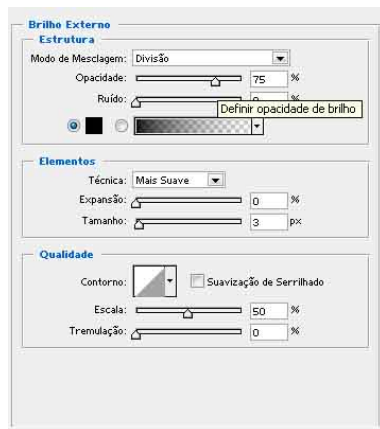 Brilho Externo
Estrutura
Modo de Mesclagem: Divisão
Opacidade: 75 %
Ruído: %
Definir opacidade de brilho
Elementos
Técnica: Mais Suave
Expansão: 0 %
Tamanho: 3 px
Qualidade
Contorno: Suavização de Serrilhado
Escala: 50 %
Tremulação: 0 %